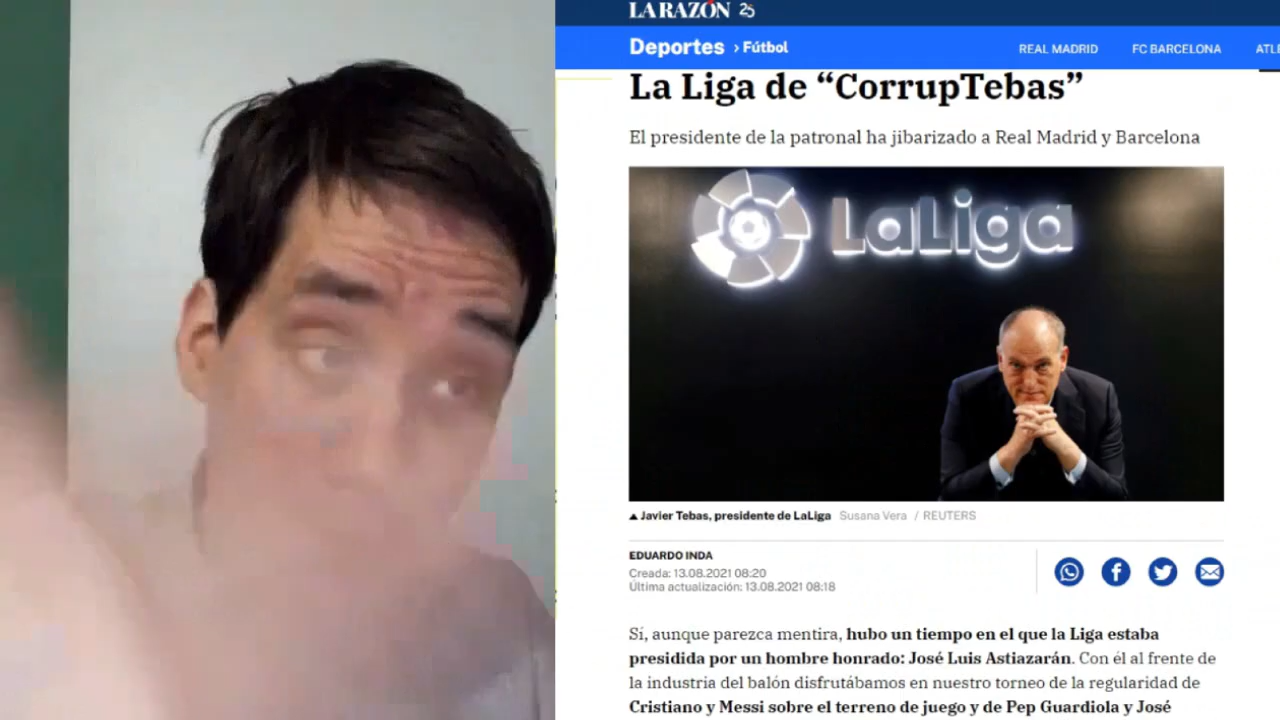 LA RAZÓN 25
Deportes › Fútbol
REAL MADRID
FC BARCELONA
La Liga de “CorrupTebas”
El presidente de la patronal ha jibarizado a Real Madrid y Barcelona
LaLiga
▲ Javier Tebas, presidente de LaLiga Susana Vera / REUTERS
EDUARDO INDA
Creada: 13.08.2021 08:20
Última actualización: 13.08.2021 08:18
Sí, aunque parezca mentira, hubo un tiempo en el que la Liga estaba
presidida por un hombre honrado: José Luis Astiazarán. Con él al frente de
la industria del balón disfrutábamos en nuestro torneo de la regularidad de
Cristiano y Messi sobre el terreno de juego y de Pep Guardiola y José